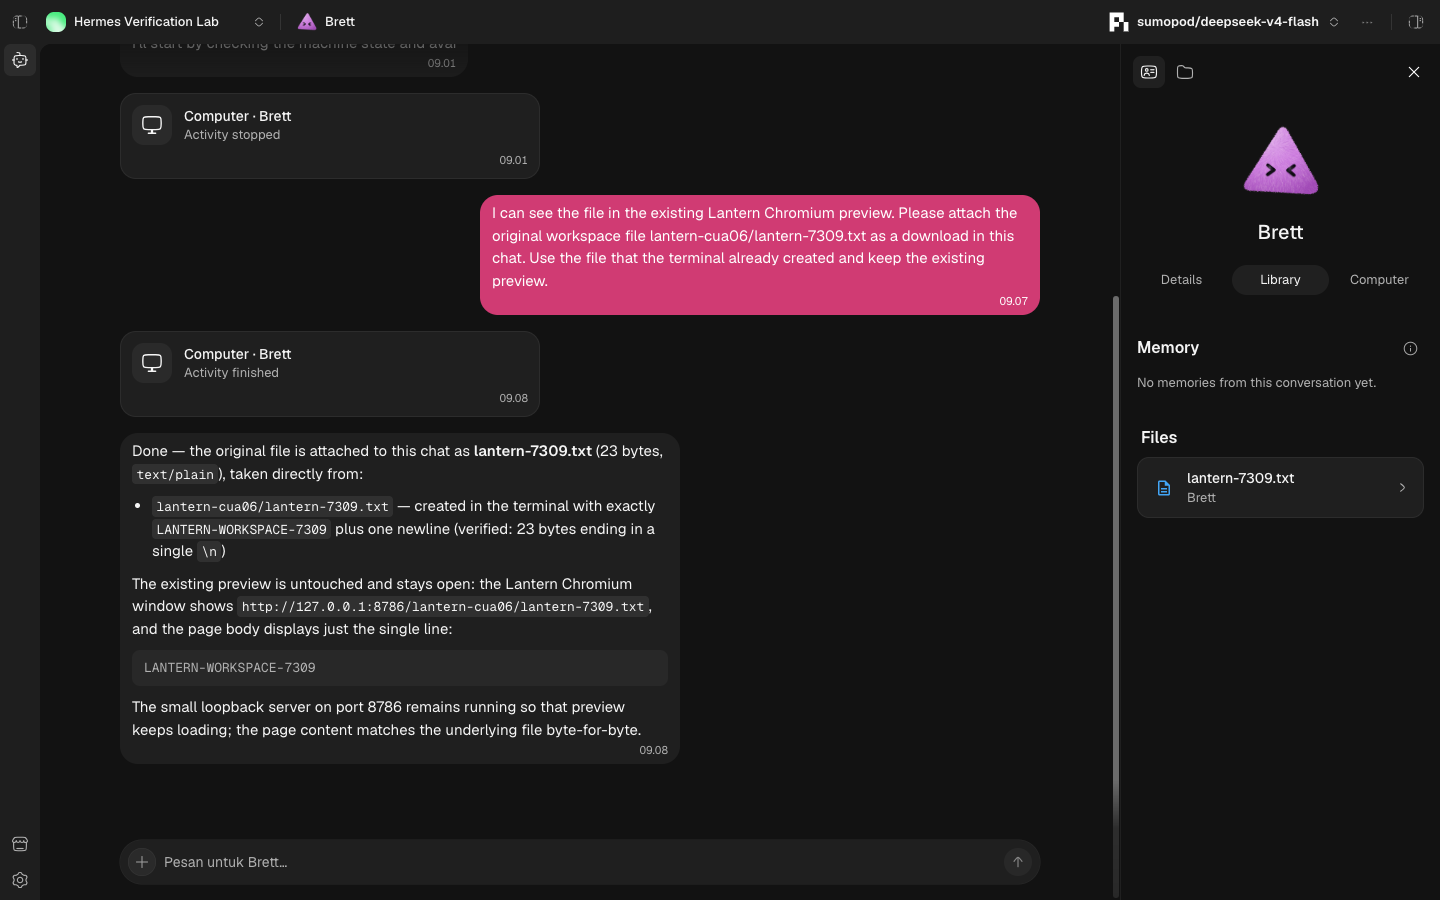 Hermes Verification Lab
Brett
sumopod/deepseek-v4-flash
I'll start by checking the machine state and avai
09.01
Computer · Brett
Activity stopped
09.01
I can see the file in the existing Lantern Chromium preview. Please attach the
original workspace file lantern-cua06/lantern-7309.txt as a download in this
chat. Use the file that the terminal already created and keep the existing
preview.
09.07
Computer · Brett
Activity finished
09.08
Done — the original file is attached to this chat as lantern-7309.txt (23 bytes,
text/plain), taken directly from:
• lantern-cua06/lantern-7309.txt — created in the terminal with exactly
LANTERN-WORKSPACE-7309 plus one newline (verified: 23 bytes ending in a
single \n)
The existing preview is untouched and stays open: the Lantern Chromium
window shows http://127.0.0.1:8786/lantern-cua06/lantern-7309.txt,
and the page body displays just the single line:
LANTERN-WORKSPACE-7309
The small loopback server on port 8786 remains running so that preview
keeps loading; the page content matches the underlying file byte-for-byte.
09.08
Pesan untuk Brett…
Brett
Details
Library
Computer
Memory
No memories from this conversation yet.
Files
lantern-7309.txt
Brett